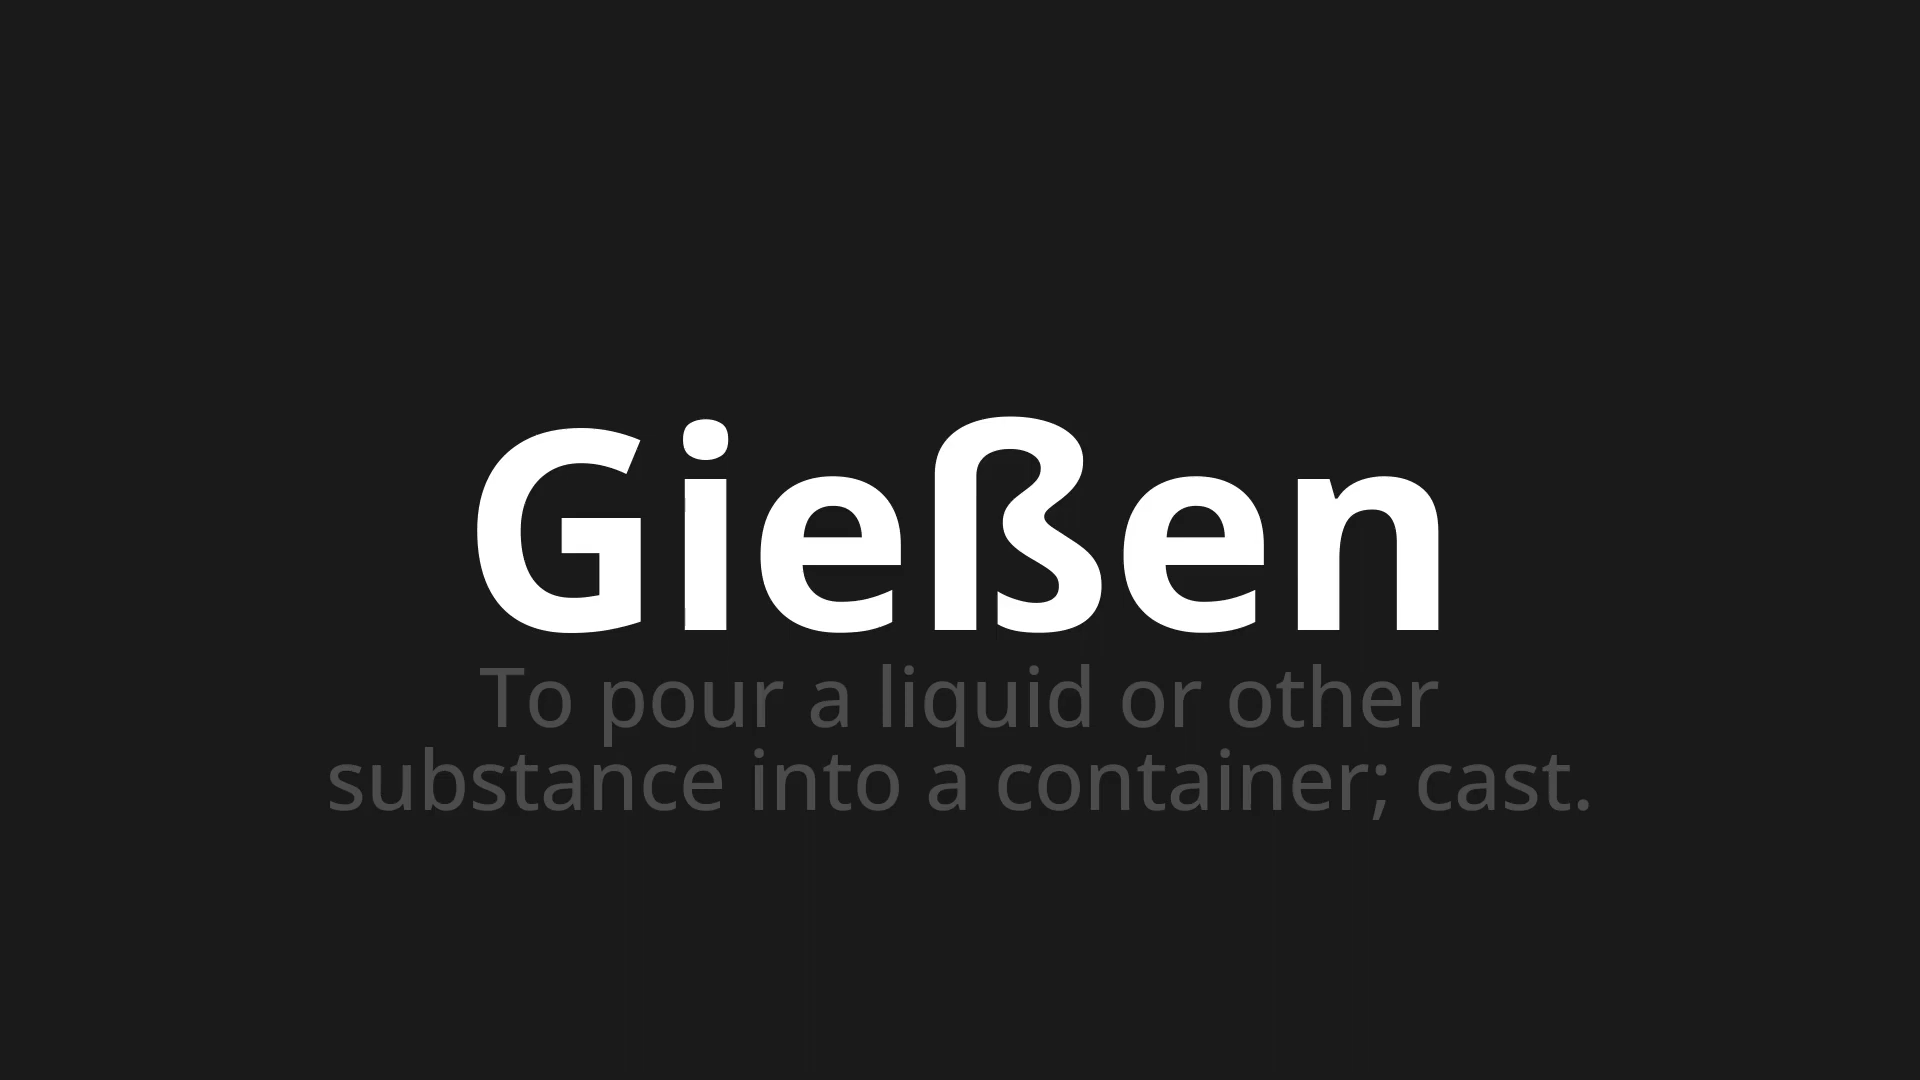 Gießen
To pour a liquid or other
substance into a container; cast.